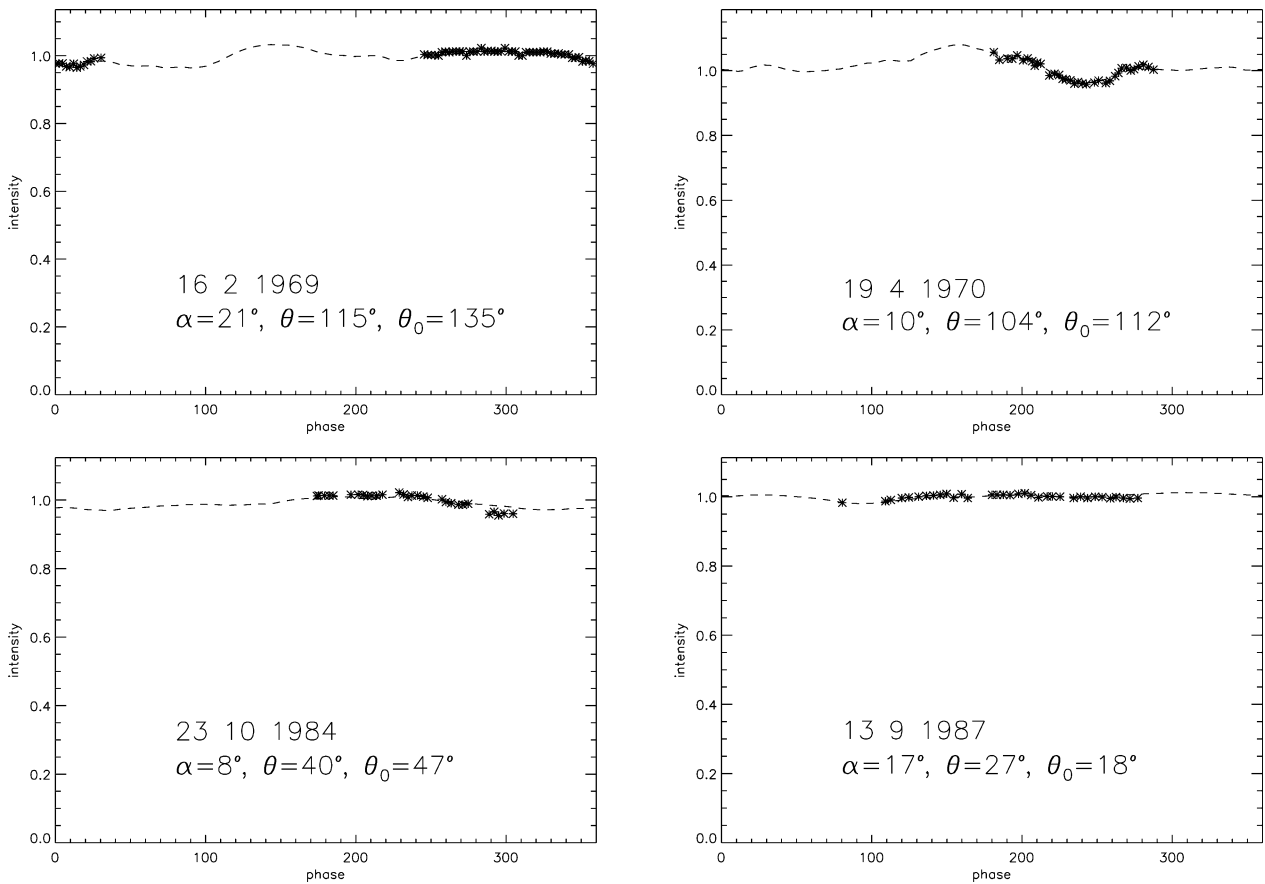 1.0
0.8
0.6
0.4
0.2
0.0
intensity
16 2 1969
α=21°, θ=115°, θ₀=135°
0 100 200 300
phase
1.0
0.8
0.6
0.4
0.2
0.0
intensity
19 4 1970
α=10°, θ=104°, θ₀=112°
0 100 200 300
phase
1.0
0.8
0.6
0.4
0.2
0.0
intensity
23 10 1984
α=8°, θ=40°, θ₀=47°
0 100 200 300
phase
1.0
0.8
0.6
0.4
0.2
0.0
intensity
13 9 1987
α=17°, θ=27°, θ₀=18°
0 100 200 300
phase